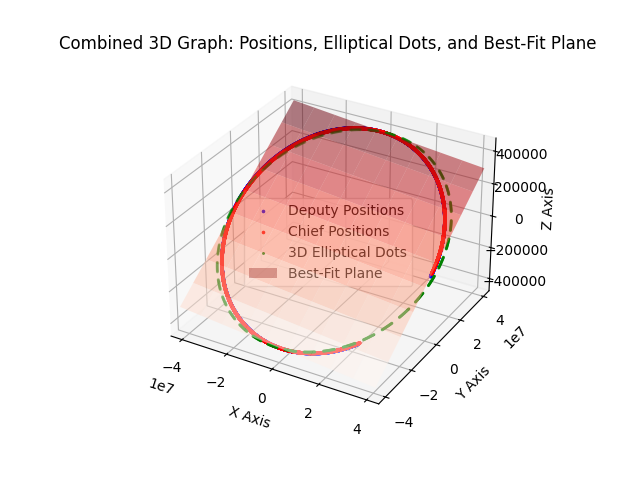 Combined 3D Graph: Positions, Elliptical Dots, and Best-Fit Plane
Deputy Positions
Chief Positions
3D Elliptical Dots
Best-Fit Plane
400000
200000
0
−200000
−400000
Z Axis
4
2
0
−2
−4
1e7
Y Axis
−4
−2
0
2
4
1e7
X Axis